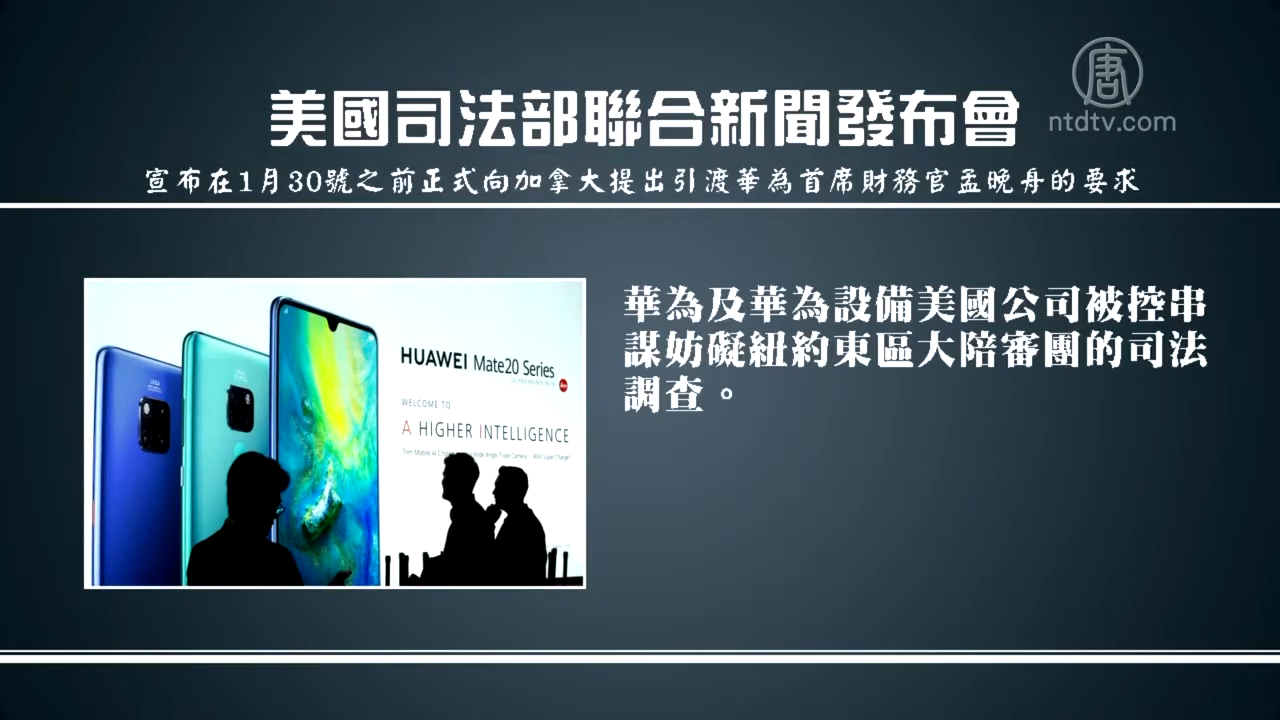 唐
ntdtv.com
美國司法部聯合新聞發布會
宣布在1月30號之前正式向加拿大提出引渡華為首席財務官孟晚舟的要求
華為及華為設備美國公司被控串
謀妨礙紐約東區大陪審團的司法
調查。
HUAWEI Mate20 Series
WELCOME TO
A HIGHER INTELLIGENCE